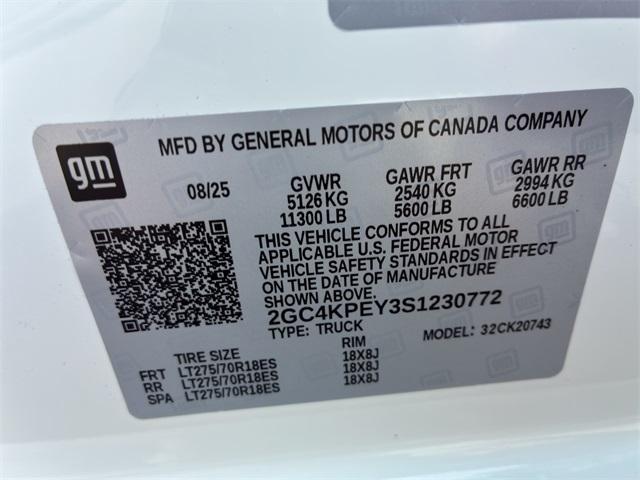 gm
MFD BY GENERAL MOTORS OF CANADA COMPANY
08/25 GVWR GAWR FRT GAWR RR
5126 KG 2540 KG 2994 KG
11300 LB 5600 LB 6600 LB
THIS VEHICLE CONFORMS TO ALL
APPLICABLE U.S. FEDERAL MOTOR
VEHICLE SAFETY STANDARDS IN EFFECT
ON THE DATE OF MANUFACTURE
SHOWN ABOVE.
2GC4KPEY3S1230772
TYPE: TRUCK MODEL: 32CK20743
TIRE SIZE RIM
FRT LT275/70R18ES 18X8J
RR LT275/70R18ES 18X8J
SPA LT275/70R18ES 18X8J